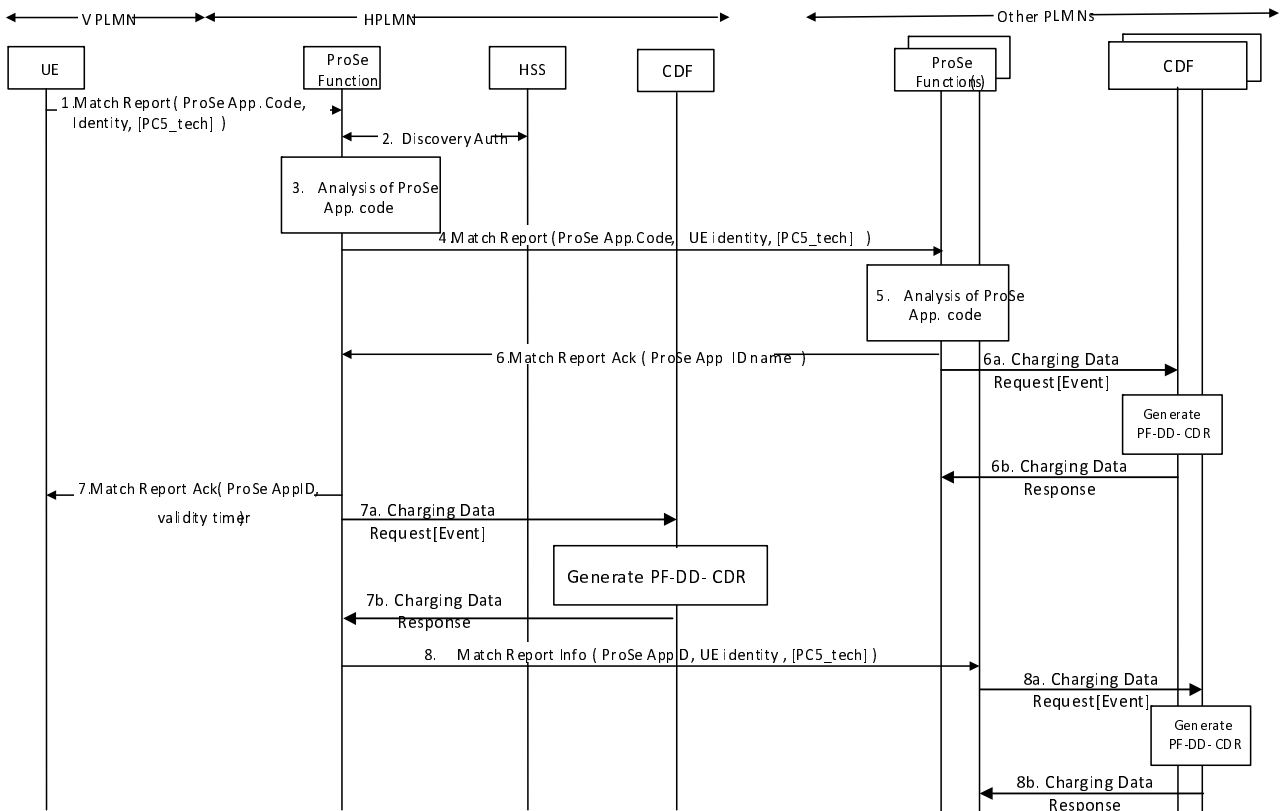 VPLMN
HPLMN
Other PLMNs
UE
ProSe
Function
HSS
CDF
ProSe
Function(s)
CDF
1.Match Report( ProSe App. Code,
Identity, [PC5_tech] )
2. Discovery Auth
3. Analysis of ProSe
App. code
4.Match Report (ProSe App.Code, UE identity, [PC5_tech] )
5. Analysis of ProSe
App. code
6.Match Report Ack ( ProSe App ID name )
6a. Charging Data
Request[Event]
Generate
PF-DD- CDR
6b. Charging Data
Response
7.Match Report Ack( ProSe AppID,
validity timer)
7a. Charging Data
Request[Event]
Generate PF-DD- CDR
7b. Charging Data
Response
8. Match Report Info ( ProSe AppID, UE identity , [PC5_tech] )
8a. Charging Data
Request[Event]
Generate
PF-DD- CDR
8b. Charging Data
Response